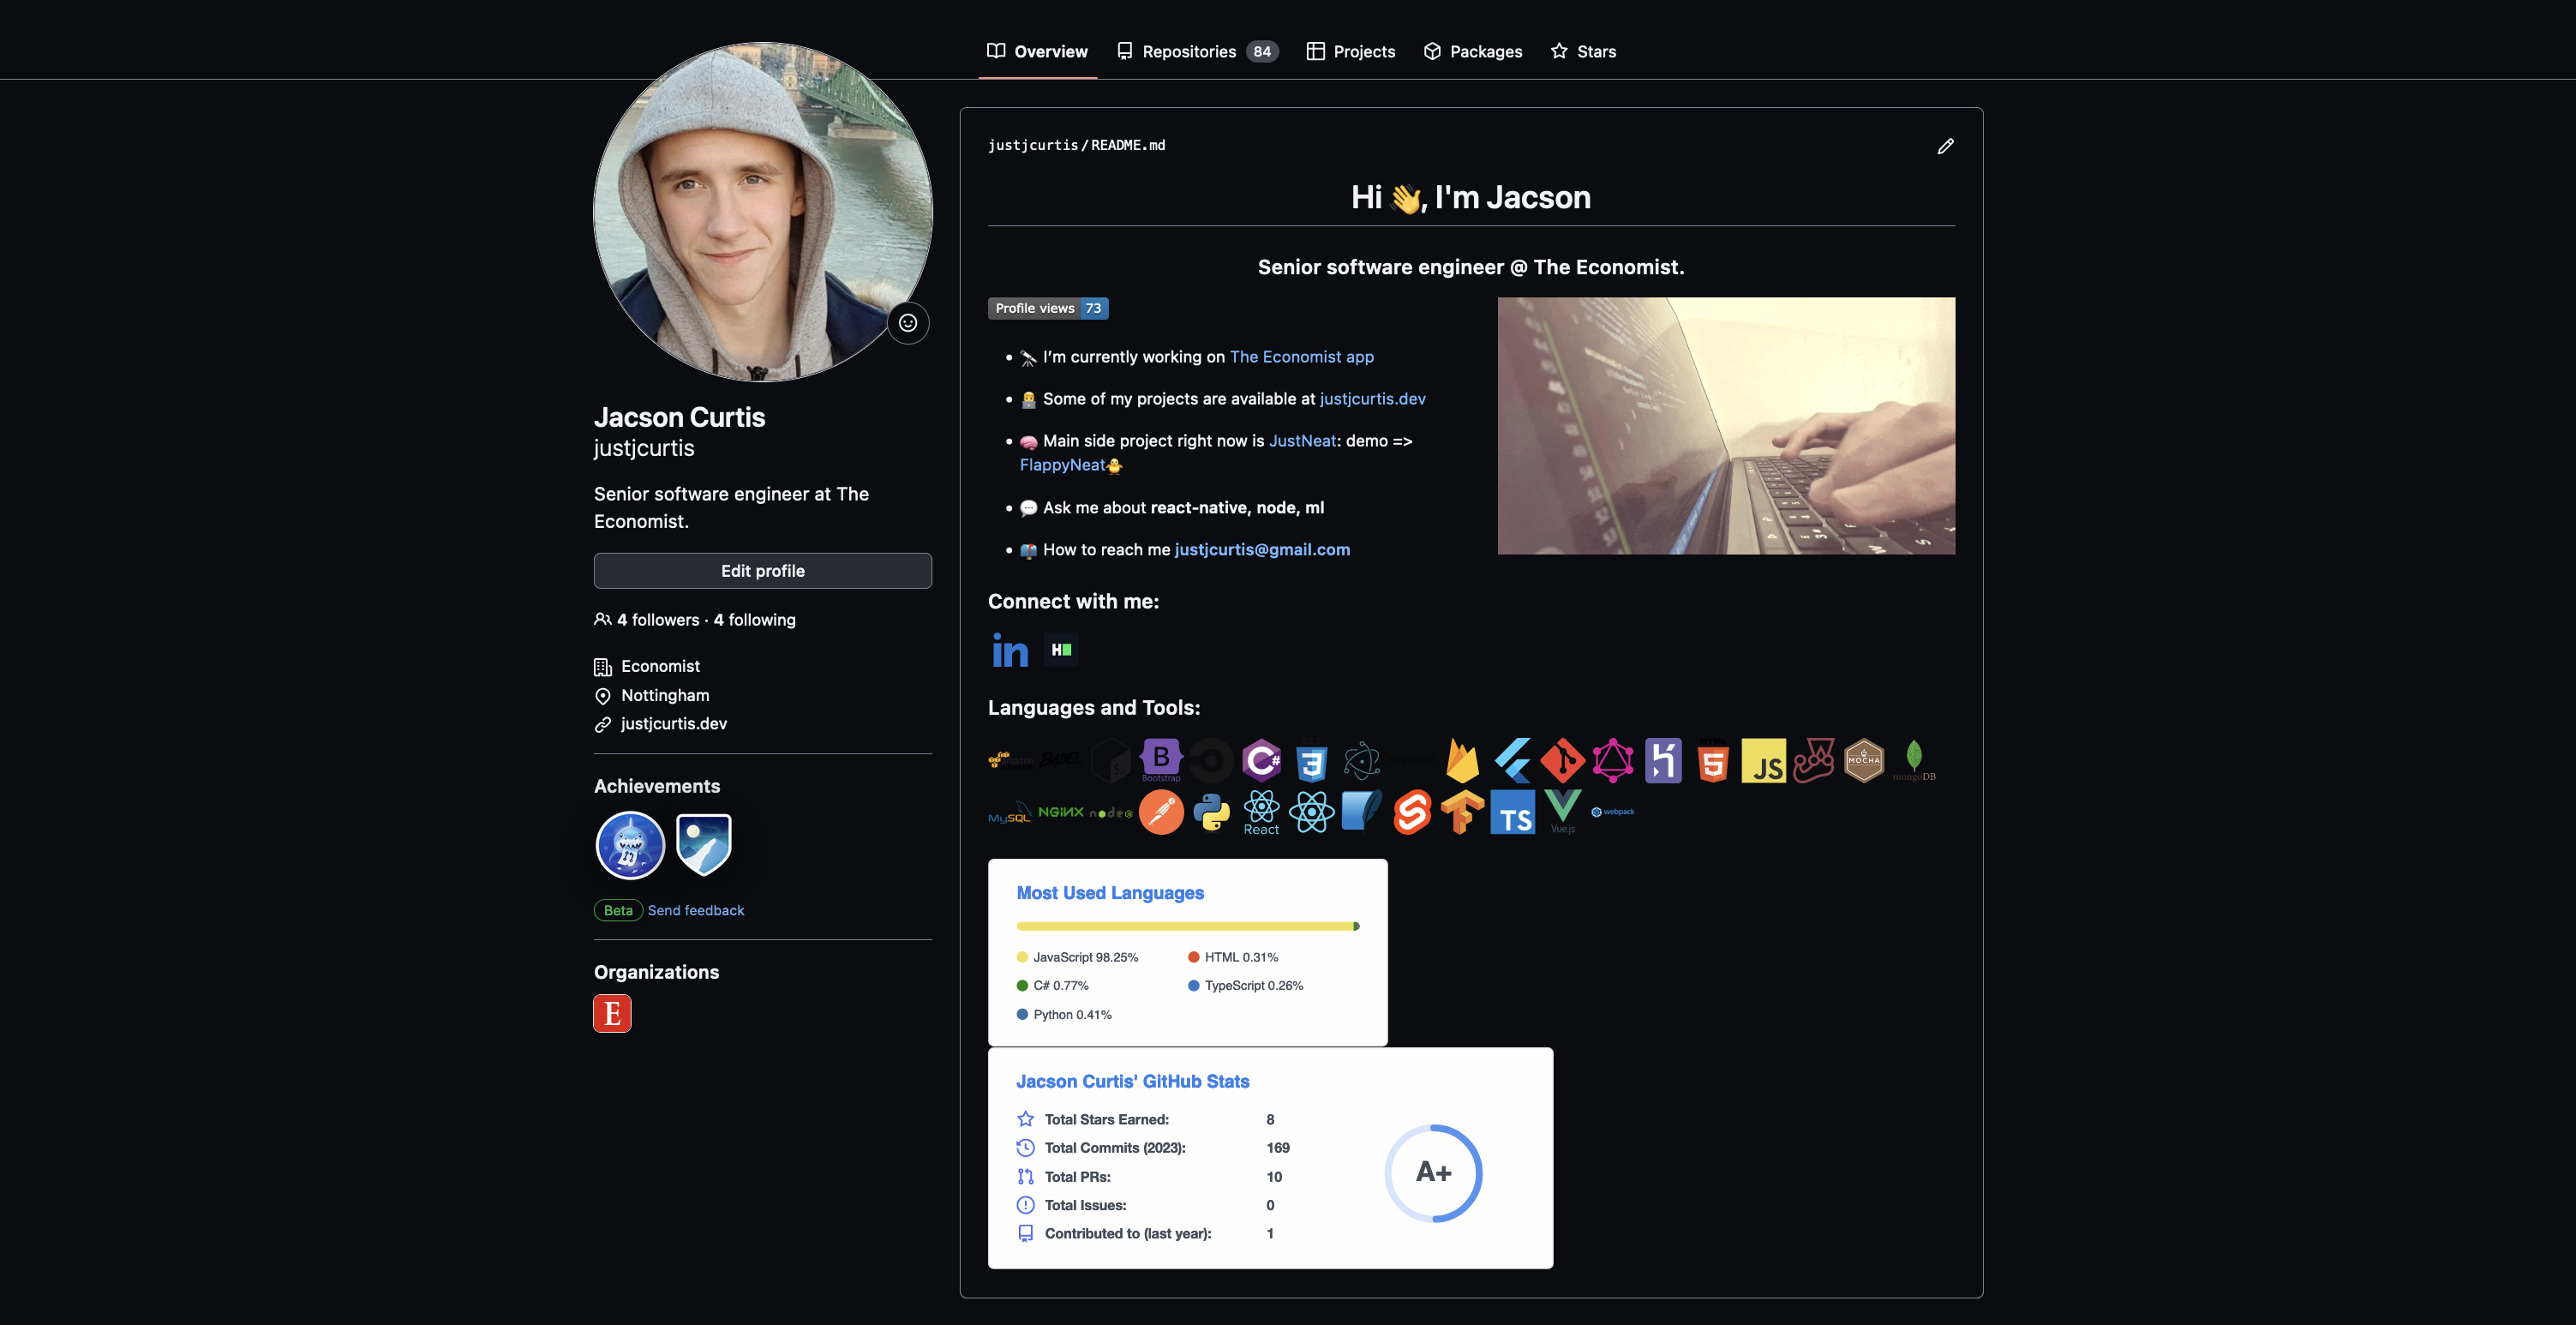 Overview Repositories 84 Projects Packages Stars
Jacson Curtis
justjcurtis
Senior software engineer at The
Economist.
Edit profile
4 followers · 4 following
Economist
Nottingham
justjcurtis.dev
Achievements
Beta Send feedback
Organizations
E
justjcurtis/README.md
Hi 👋, I'm Jacson
Senior software engineer @ The Economist.
Profile views 73
🔭 I’m currently working on The Economist app
👨‍💻 Some of my projects are available at justjcurtis.dev
🧠 Main side project right now is JustNeat: demo =>
FlappyNeat🐤
💬 Ask me about react-native, node, ml
📫 How to reach me justjcurtis@gmail.com
Connect with me:
in H
Languages and Tools:
amazon BABEL B Bootstrap C# 3 HTML 5 JS MOCHA mongoDB
MySQL NGINX node React TS Vue.js webpack
Most Used Languages
JavaScript 98.25% HTML 0.31%
C# 0.77% TypeScript 0.26%
Python 0.41%
Jacson Curtis' GitHub Stats
Total Stars Earned: 8
Total Commits (2023): 169
Total PRs: 10
Total Issues: 0
Contributed to (last year): 1
A+